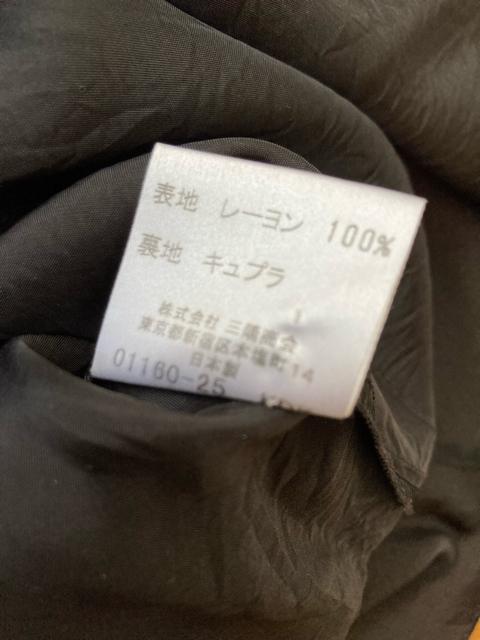 表地 レーヨン 100%
裏地 キュプラ
株式会社 三陽商会
東京都新宿区本塩町14
日本製
01160-25